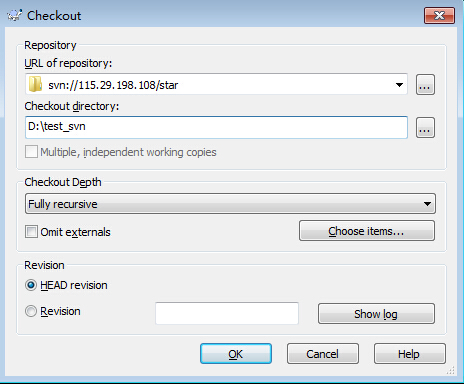 Checkout
Repository
URL of repository:
svn://115.29.198.108/star
...
Checkout directory:
D:\test_svn
...
Multiple, independent working copies
Checkout Depth
Fully recursive
Omit externals
Choose items...
Revision
HEAD revision
Revision
Show log
OK
Cancel
Help